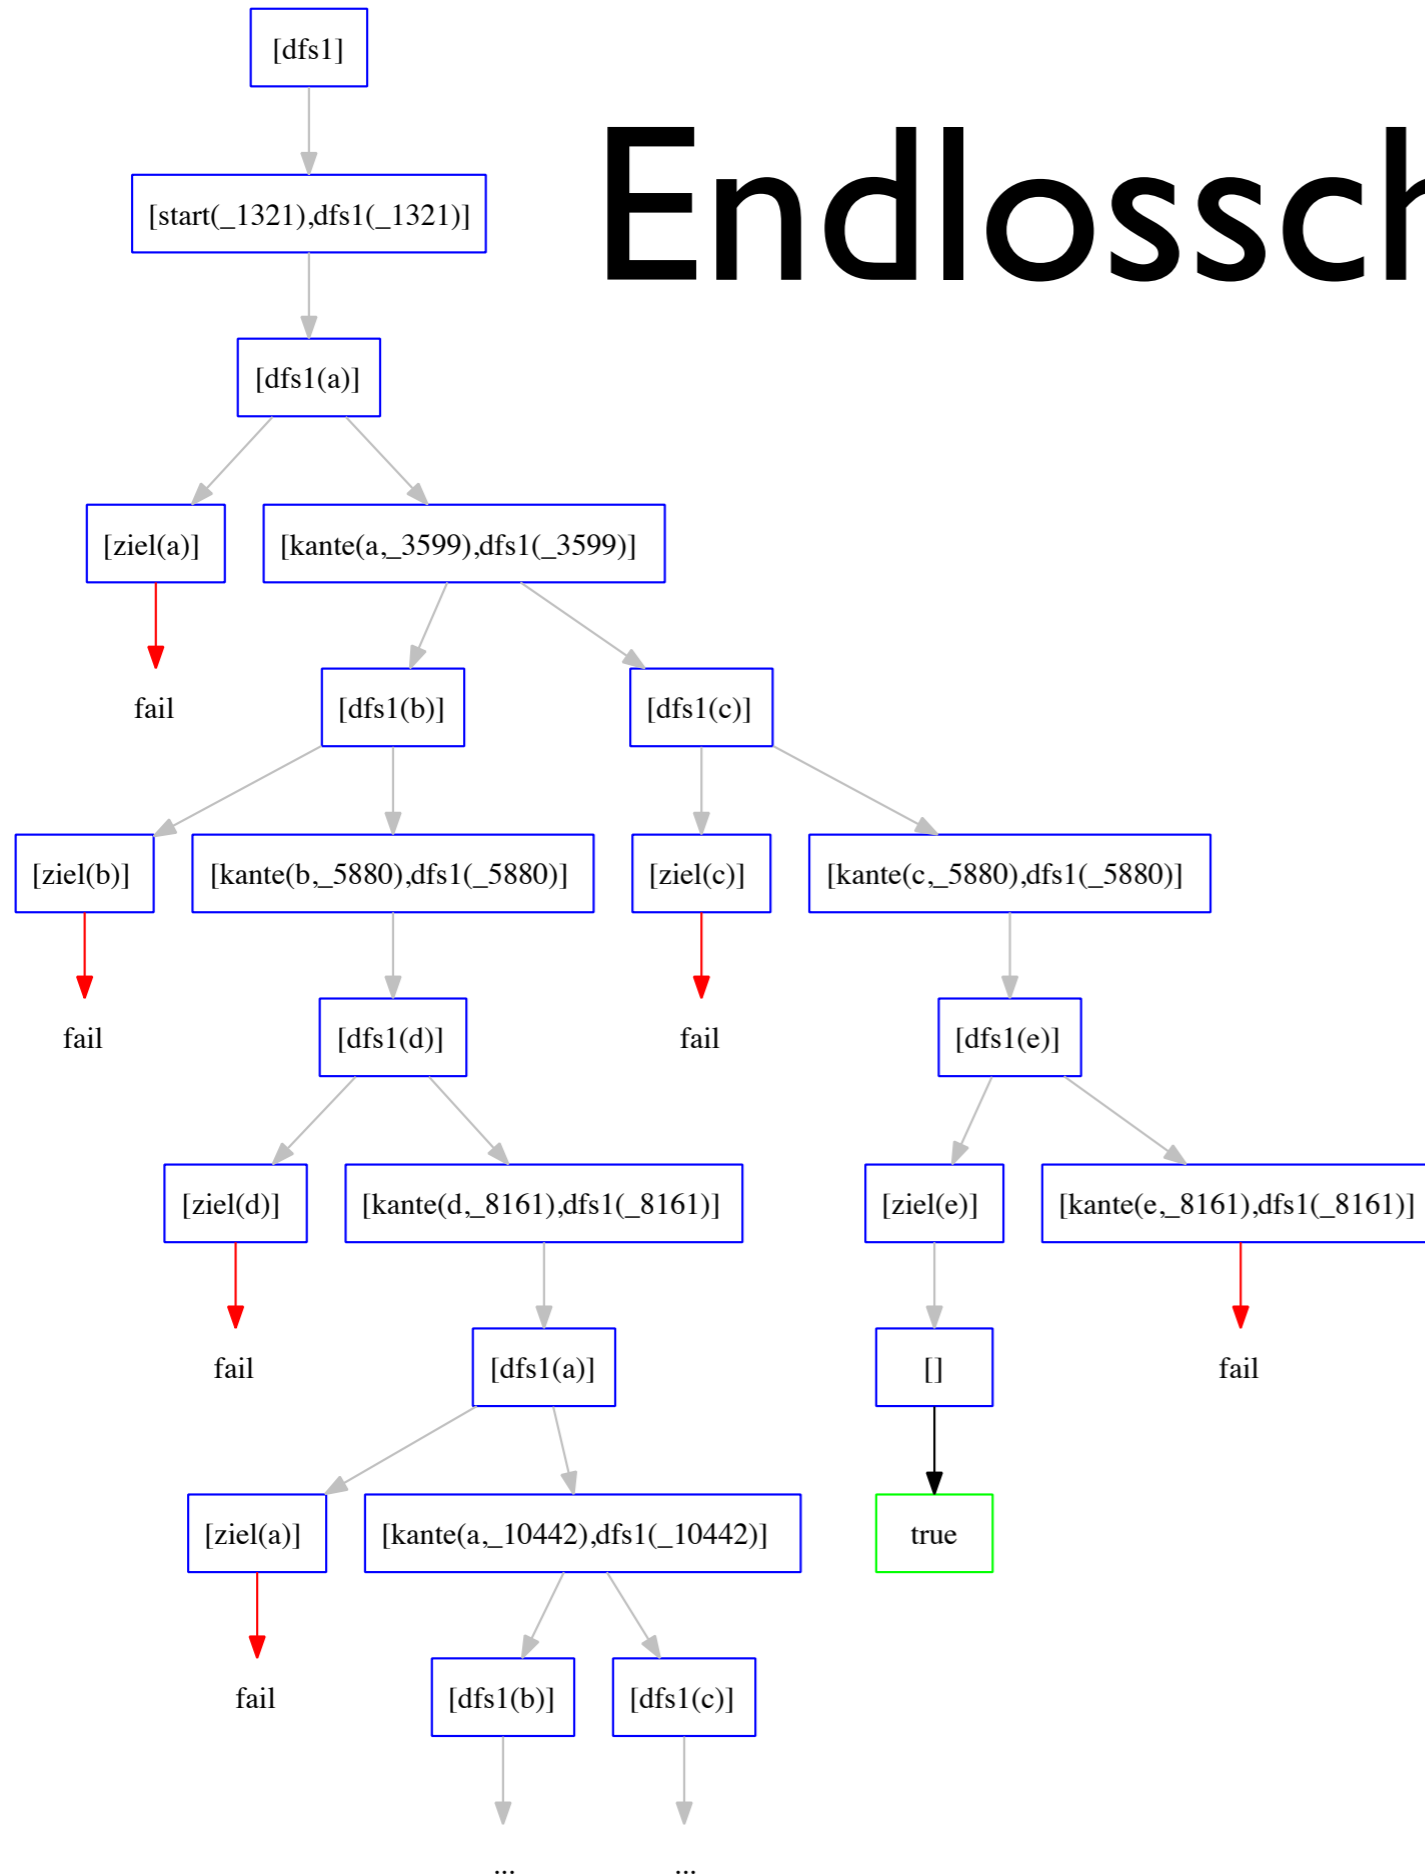 [dfs1]
Endlossch
[start(_1321),dfs1(_1321)]
[dfs1(a)]
[ziel(a)]
[kante(a,_3599),dfs1(_3599)]
fail
[dfs1(b)]
[dfs1(c)]
[ziel(b)]
[kante(b,_5880),dfs1(_5880)]
[ziel(c)]
[kante(c,_5880),dfs1(_5880)]
fail
[dfs1(d)]
fail
[dfs1(e)]
[ziel(d)]
[kante(d,_8161),dfs1(_8161)]
[ziel(e)]
[kante(e,_8161),dfs1(_8161)]
fail
[dfs1(a)]
[]
fail
[ziel(a)]
[kante(a,_10442),dfs1(_10442)]
true
fail
[dfs1(b)]
[dfs1(c)]
...
...